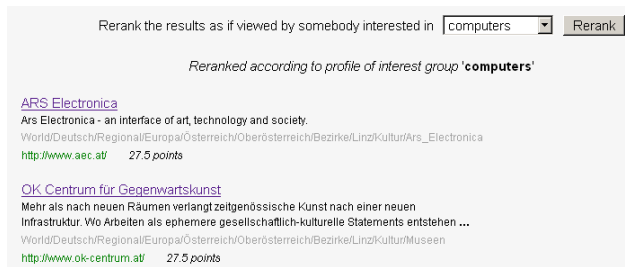 Rerank the results as if viewed by somebody interested in computers Rerank
Reranked according to profile of interest group 'computers'
ARS Electronica
Ars Electronica - an interface of art, technology and society.
World/Deutsch/Regional/Europa/Österreich/Oberösterreich/Bezirke/Linz/Kultur/Ars_Electronica
http://www.aec.at/ 27.5 points
OK Centrum für Gegenwartskunst
Mehr als nach neuen Räumen verlangt zeitgenössische Kunst nach einer neuen
Infrastruktur. Wo Arbeiten als ephemere gesellschaftlich-kulturelle Statements entstehen ...
World/Deutsch/Regional/Europa/Österreich/Oberösterreich/Bezirke/Linz/Kultur/Museen
http://www.ok-centrum.at/ 27.5 points